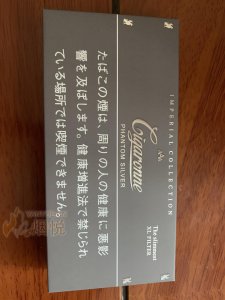 IMPERIAL COLLECTION
Cigaronne
PHANTOM SILVER
The slimmest
XL FILTER
たばこの煙は、周りの人の健康に悪影
響を及ぼします。健康増進法で禁じられ
ている場所では喫煙できません。